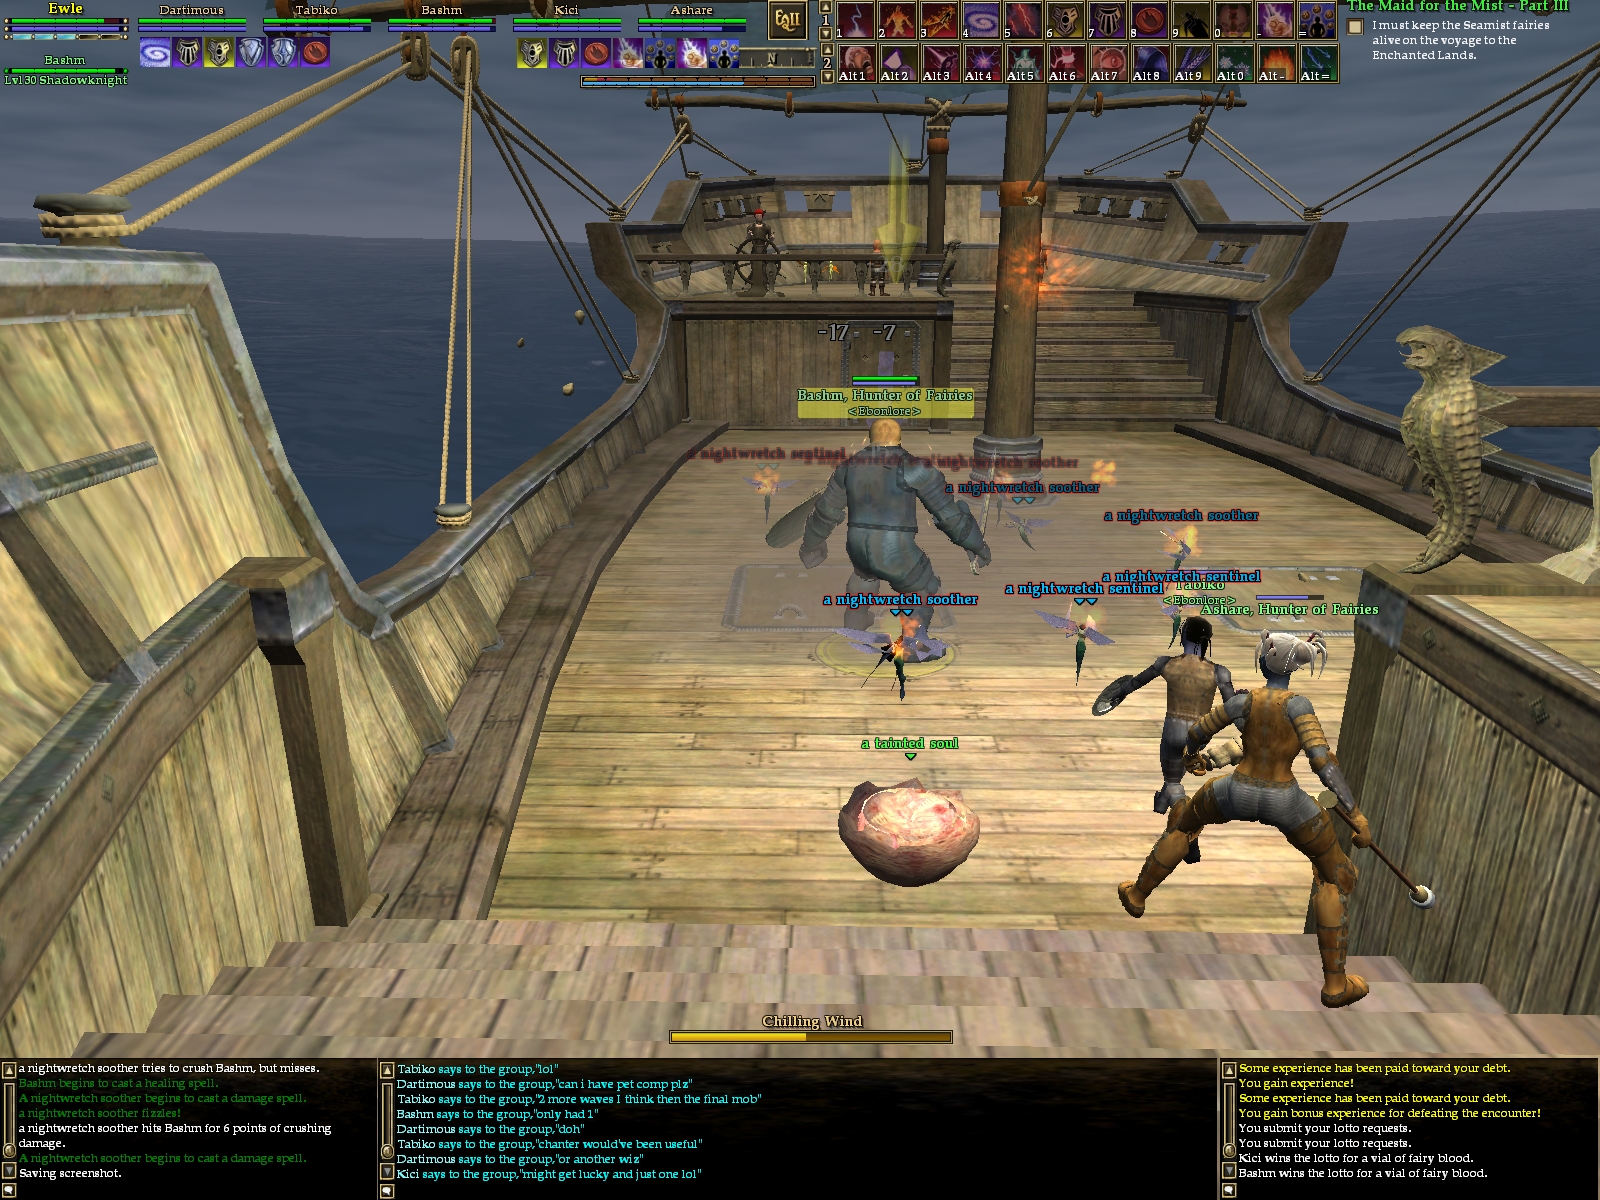 Ewle
Dartimous
Tabiko
Bashm
Kici
Ashare
EQII
The Maid for the Mist - Part III
I must keep the Seamist fairies
alive on the voyage to the
Enchanted Lands.
Bashm
Lvl 30 Shadowknight
N
E
1
1 2 3 4 5 6 7 8 9 0 - =
2
Alt1 Alt2 Alt3 Alt4 Alt5 Alt6 Alt7 Alt8 Alt9 Alt0 Alt- Alt=
-17 -7
Bashm, Hunter of Fairies
<Ebonlore>
a nightwretch sentinel
a nightwretch soother
a nightwretch soother
a nightwretch soother
a nightwretch sentinel
a nightwretch sentinel
Tabiko
<Ebonlore>
a nightwretch soother
Ashare, Hunter of Fairies
a tainted soul
Chilling Wind
a nightwretch soother tries to crush Bashm, but misses.
Bashm begins to cast a healing spell.
A nightwretch soother begins to cast a damage spell.
a nightwretch soother fizzles!
a nightwretch soother hits Bashm for 6 points of crushing
damage.
A nightwretch soother begins to cast a damage spell.
Saving screenshot.
Tabiko says to the group,"lol"
Dartimous says to the group,"can i have pet comp plz"
Tabiko says to the group,"2 more waves I think then the final mob"
Bashm says to the group,"only had 1"
Dartimous says to the group,"doh"
Tabiko says to the group,"chanter would've been useful"
Dartimous says to the group,"or another wiz"
Kici says to the group,"might get lucky and just one lol"
Some experience has been paid toward your debt.
You gain experience!
Some experience has been paid toward your debt.
You gain bonus experience for defeating the encounter!
You submit your lotto requests.
You submit your lotto requests.
Kici wins the lotto for a vial of fairy blood.
Bashm wins the lotto for a vial of fairy blood.